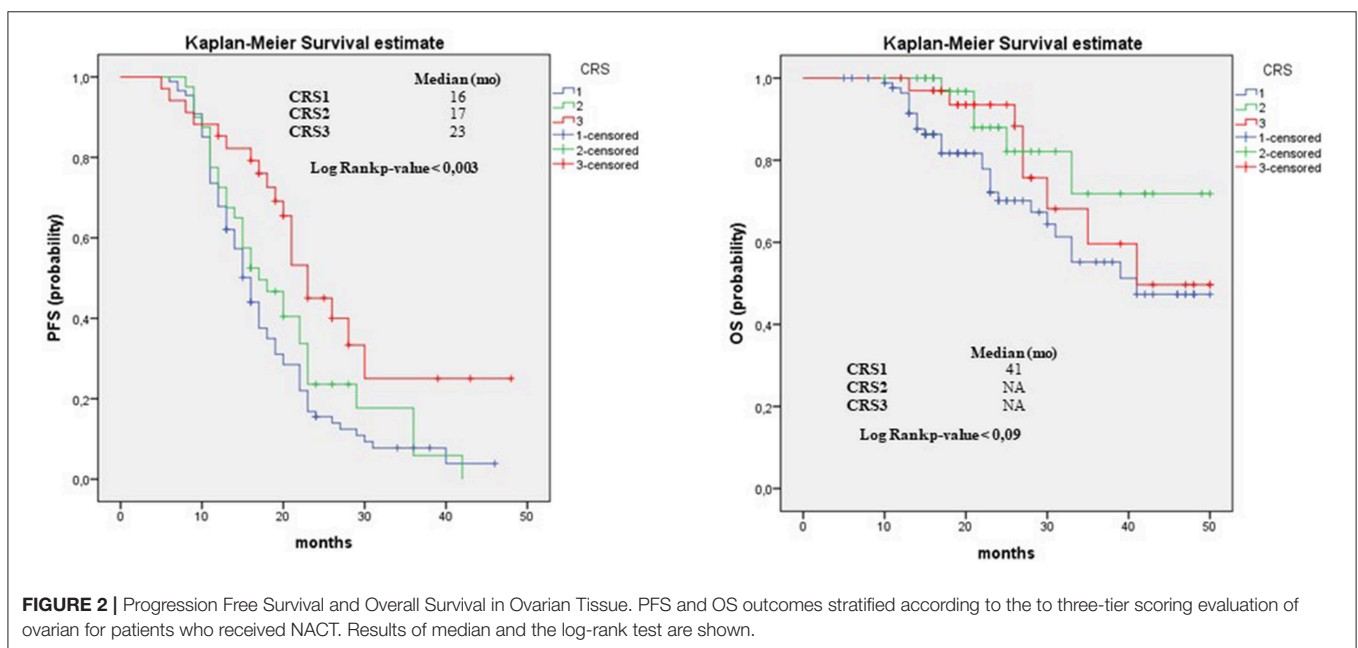 Kaplan-Meier Survival estimate
PFS (probability)
1,0
0,8
0,6
0,4
0,2
0,0
Median (mo)
CRS1 16
CRS2 17
CRS3 23
Log Rankp-value < 0,003
0 10 20 30 40 50
months
CRS
1
2
3
1-censored
2-censored
3-censored
Kaplan-Meier Survival estimate
OS (probability)
1,0
0,8
0,6
0,4
0,2
0,0
Median (mo)
CRS1 41
CRS2 NA
CRS3 NA
Log Rankp-value < 0,09
0 10 20 30 40 50
months
CRS
1
2
3
1-censored
2-censored
3-censored
FIGURE 2 | Progression Free Survival and Overall Survival in Ovarian Tissue. PFS and OS outcomes stratified according to the to three-tier scoring evaluation of
ovarian for patients who received NACT. Results of median and the log-rank test are shown.